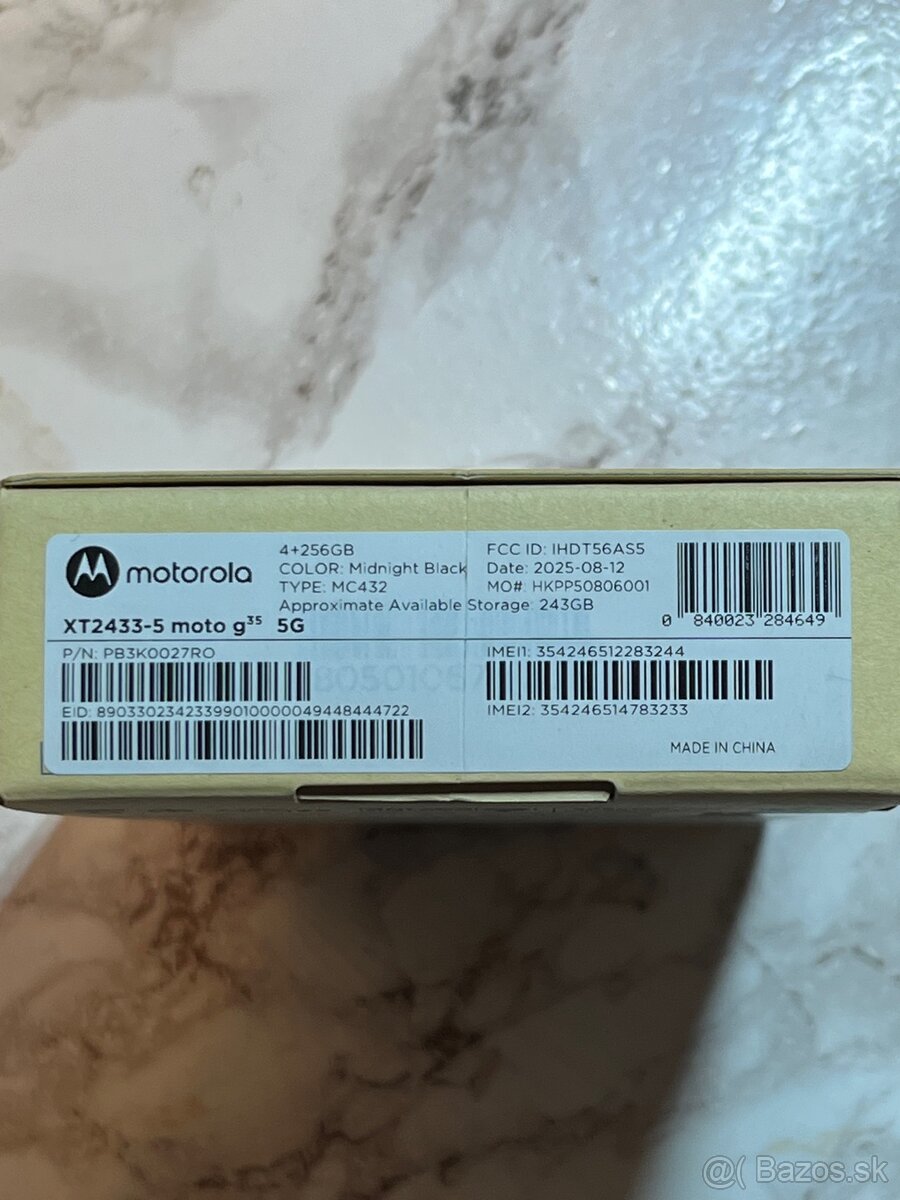 motorola
4+256GB
COLOR: Midnight Black
TYPE: MC432
Approximate Available Storage: 243GB
FCC ID: IHDT56AS5
Date: 2025-08-12
MO#: HKPP50806001
0 840023 284649
XT2433-5 moto g³⁵ 5G
P/N: PB3K0027RO
EID: 89033023423399010000049448444722
IMEI1: 354246512283244
IMEI2: 354246514783233
MADE IN CHINA
@( Bazos.sk